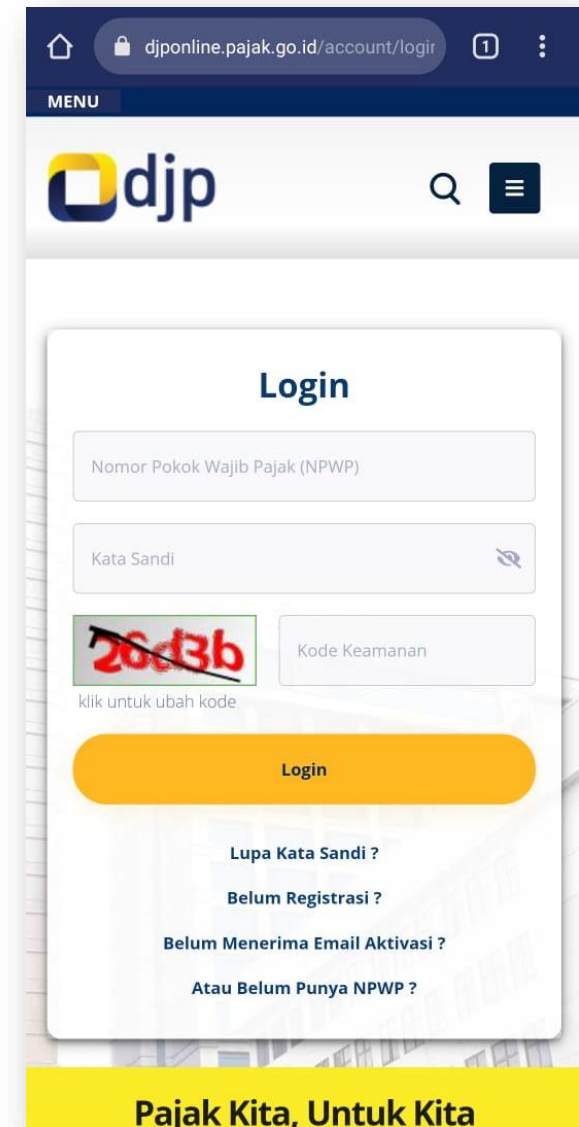 djponline.pajak.go.id/account/login
1
MENU
djp
Login
Nomor Pokok Wajib Pajak (NPWP)
Kata Sandi
Kode Keamanan
klik untuk ubah kode
Login
Lupa Kata Sandi ?
Belum Registrasi ?
Belum Menerima Email Aktivasi ?
Atau Belum Punya NPWP ?
Pajak Kita, Untuk Kita